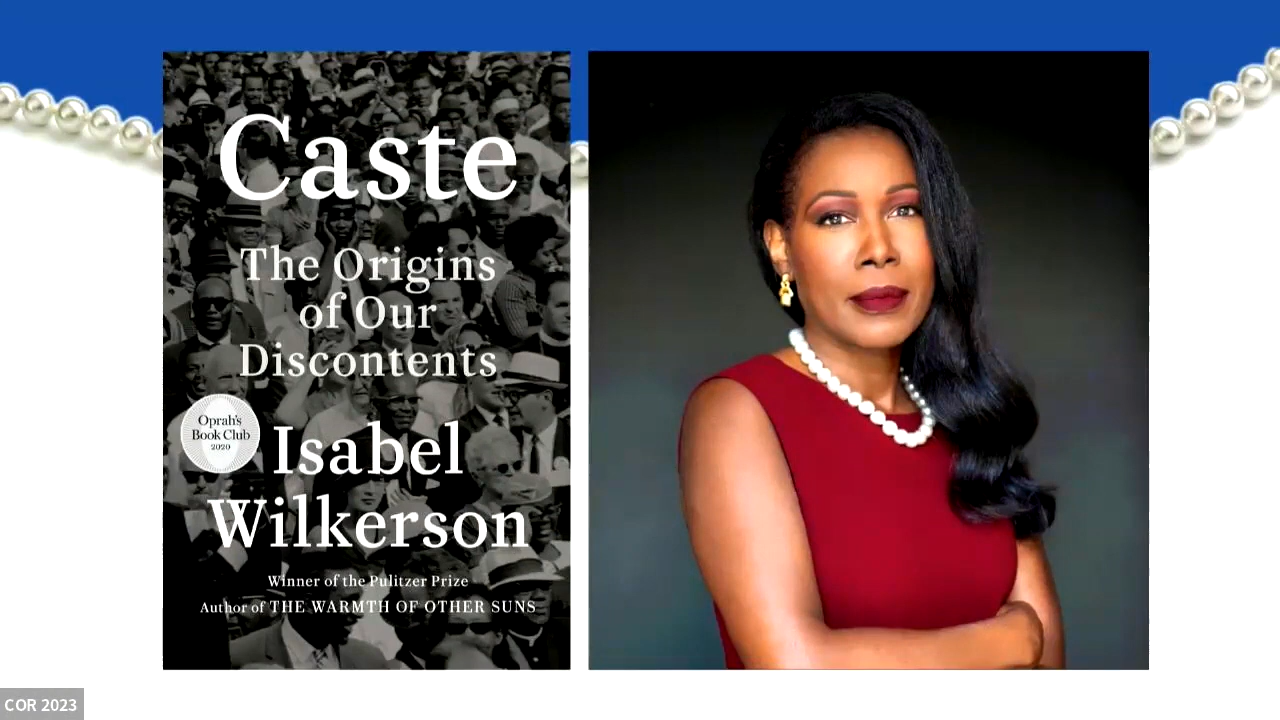 Caste
The Origins
of Our
Discontents
Oprah's
Book Club
2020
Isabel
Wilkerson
Winner of the Pulitzer Prize
Author of THE WARMTH OF OTHER SUNS
COR 2023